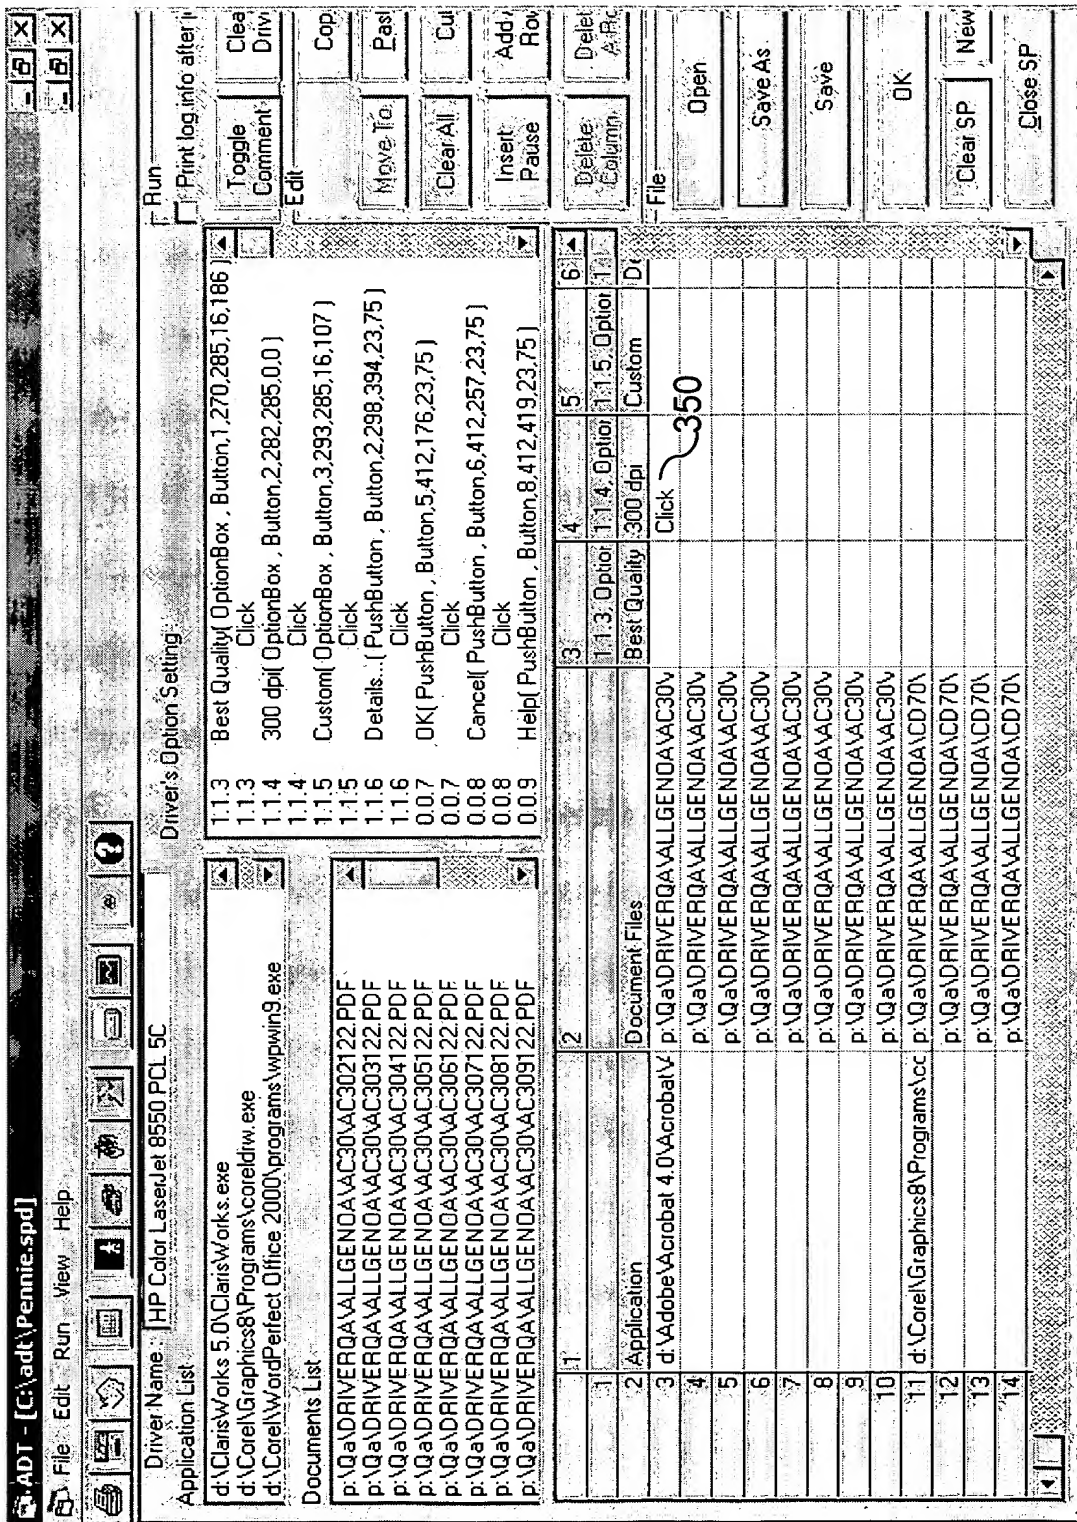 ADT - [C:\adt\Pennie.spd]
File Edit Run View Help
Driver Name : HP Color LaserJet 8550 PCL 5C
Application List
d:\ClarisWorks 5.0\ClarisWorks.exe
d:\Corel\Graphics8\Programs\coreldrw.exe
d:\Corel\WordPerfect Office 2000\programs\wpwin9.exe
Documents List
p:\Qa\DRIVERQA\ALLGENOA\AC30\AC302122.PDF
p:\Qa\DRIVERQA\ALLGENOA\AC30\AC303122.PDF
p:\Qa\DRIVERQA\ALLGENOA\AC30\AC304122.PDF
p:\Qa\DRIVERQA\ALLGENOA\AC30\AC305122.PDF
p:\Qa\DRIVERQA\ALLGENOA\AC30\AC306122.PDF
p:\Qa\DRIVERQA\ALLGENOA\AC30\AC307122.PDF
p:\Qa\DRIVERQA\ALLGENOA\AC30\AC308122.PDF
p:\Qa\DRIVERQA\ALLGENOA\AC30\AC309122.PDF
Driver's Option Setting
1.1.3 Best Quality( OptionBox , Button,1,270,285,16,186 )
1.1.3 Click
1.1.4 300 dpi( OptionBox , Button,2,282,285,0,0 )
1.1.4 Click
1.1.5 Custom( OptionBox , Button,3,293,285,16,107 )
1.1.5 Click
1.1.6 Details...( PushButton , Button,2,298,394,23,75 )
1.1.6 Click
0.0.7 OK( PushButton , Button,5,412,176,23,75 )
0.0.7 Click
0.0.8 Cancel( PushButton , Button,6,412,257,23,75 )
0.0.8 Click
0.0.9 Help( PushButton , Button,8,412,419,23,75 )
Run
Print log info after p
Toggle Comment
Clea Driv
Edit
Cop
Move To
Past
Clear All
Cu
Insert Pause
Add A Row
Delete Column
Delet A Ro
File
Open
Save As
Save
OK
Clear SP
New
Close SP
1 2 3 4 5 6
1 1.1.3, Option 1.1.4, Option 1.1.5, Option 1.1
2 Application Document Files Best Quality 300 dpi Custom De
3 d:\Adobe\Acrobat 4.0\Acrobat\A p:\Qa\DRIVERQA\ALLGENOA\AC30\ Click 350
4 p:\Qa\DRIVERQA\ALLGENOA\AC30\
5 p:\Qa\DRIVERQA\ALLGENOA\AC30\
6 p:\Qa\DRIVERQA\ALLGENOA\AC30\
7 p:\Qa\DRIVERQA\ALLGENOA\AC30\
8 p:\Qa\DRIVERQA\ALLGENOA\AC30\
9 p:\Qa\DRIVERQA\ALLGENOA\AC30\
10 p:\Qa\DRIVERQA\ALLGENOA\AC30\
11 d:\Corel\Graphics8\Programs\co p:\Qa\DRIVERQA\ALLGENOA\CD70\
12 p:\Qa\DRIVERQA\ALLGENOA\CD70\
13 p:\Qa\DRIVERQA\ALLGENOA\CD70\
14 p:\Qa\DRIVERQA\ALLGENOA\CD70\